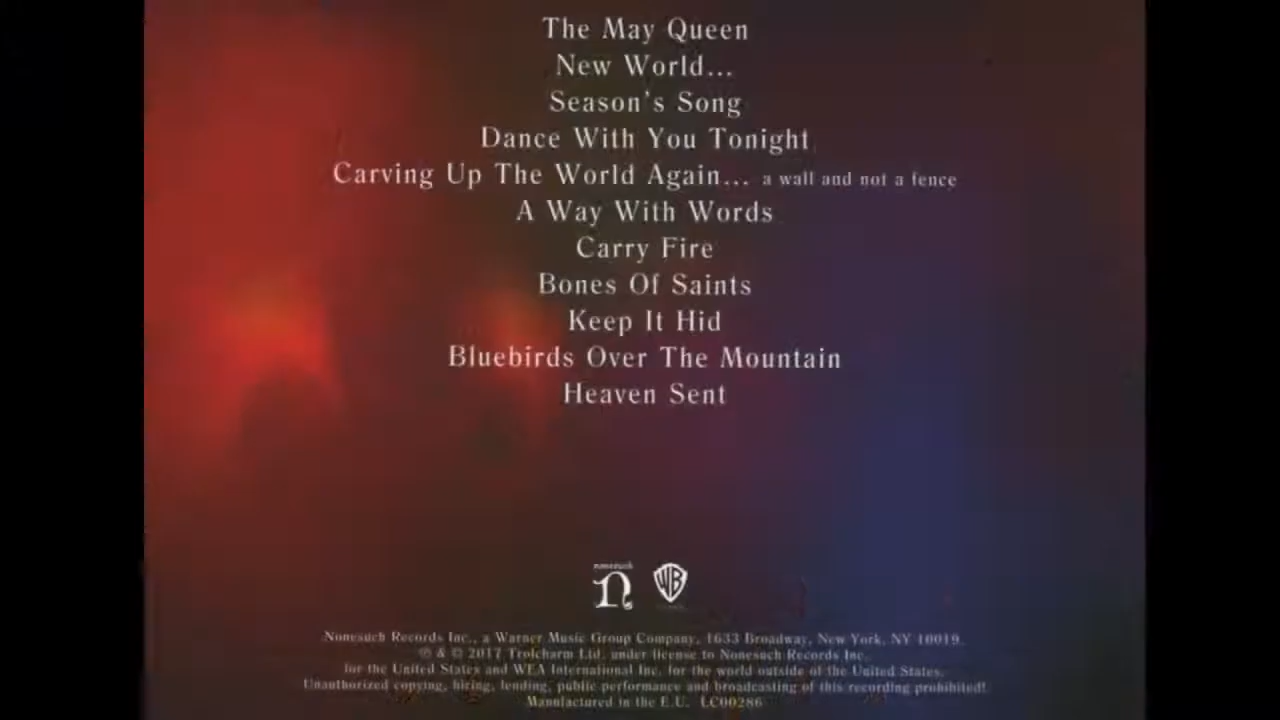 The May Queen
New World...
Season's Song
Dance With You Tonight
Carving Up The World Again... a wall and not a fence
A Way With Words
Carry Fire
Bones Of Saints
Keep It Hid
Bluebirds Over The Mountain
Heaven Sent
nonesuch
WB
Nonesuch Records Inc., a Warner Music Group Company, 1633 Broadway, New York, NY 10019.
℗ & © 2017 Trolcharm Ltd. under license to Nonesuch Records Inc.
for the United States and WEA International Inc. for the world outside of the United States.
Unauthorized copying, hiring, lending, public performance and broadcasting of this recording prohibited!
Manufactured in the E.U. LC00286